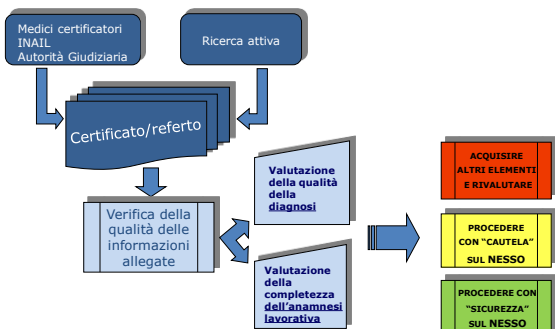 Medici certificatori
INAIL
Autorità Giudiziaria
Ricerca attiva
Certificato/referto
Verifica della
qualità delle
informazioni
allegate
Valutazione
della qualità
della
diagnosi
Valutazione
della
completezza
dell'anamnesi
lavorativa
ACQUISIRE
ALTRI ELEMENTI
E RIVALUTARE
PROCEDERE
CON "CAUTELA"
SUL NESSO
PROCEDERE CON
"SICUREZZA"
SUL NESSO